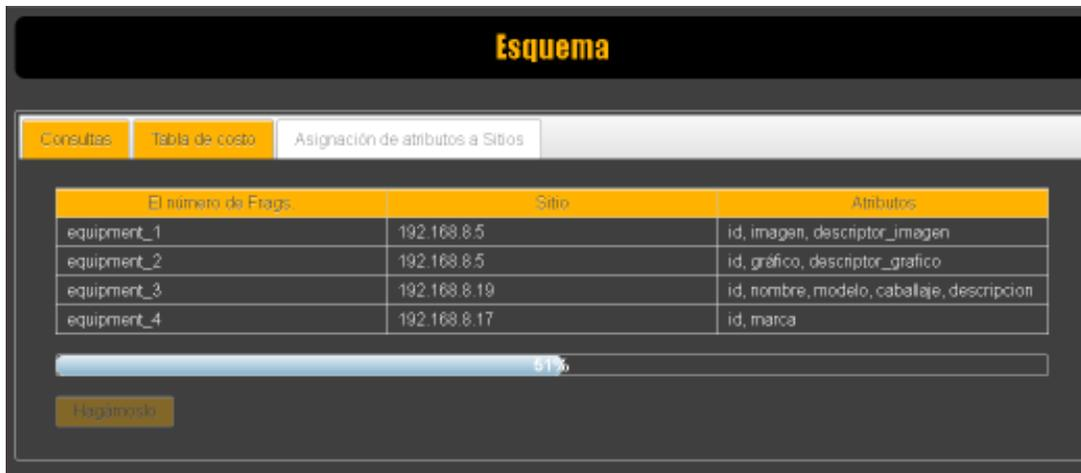 Esquema
Consultas Tabla de costo Asignación de atributos a Sitios
El número de Frags. Sitio Atributos
equipment_1 192.168.8.5 id, imagen, descriptor_imagen
equipment_2 192.168.8.5 id, gráfico, descriptor_grafico
equipment_3 192.168.8.19 id, nombre, modelo, caballaje, descripcion
equipment_4 192.168.8.17 id, marca
51%
Hagámoslo